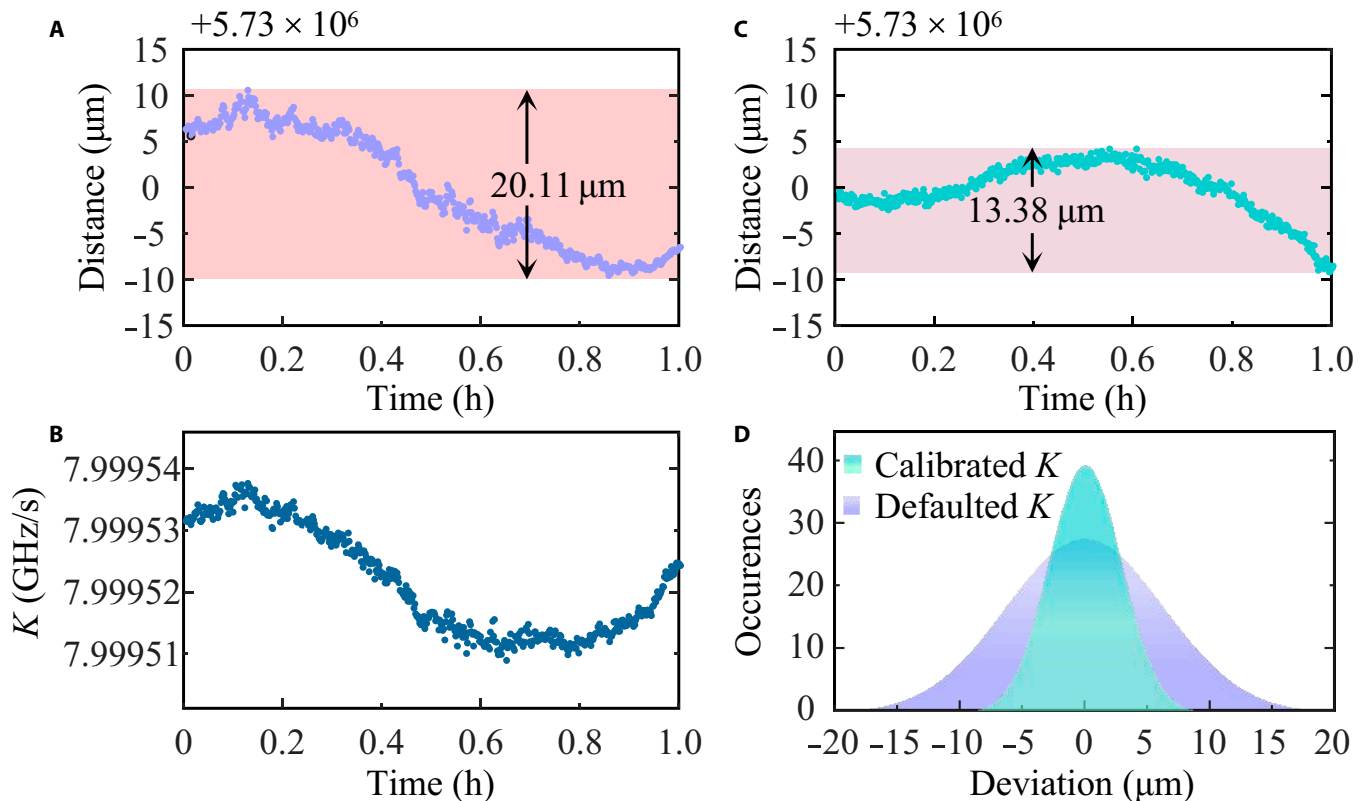 A
+5.73 × 10⁶
Distance (μm)
15
10
5
0
–5
–10
–15
20.11 μm
0 0.2 0.4 0.6 0.8 1.0
Time (h)
C
+5.73 × 10⁶
Distance (μm)
15
10
5
0
–5
–10
–15
13.38 μm
0 0.2 0.4 0.6 0.8 1.0
Time (h)
B
K (GHz/s)
7.99954
7.99953
7.99952
7.99951
0 0.2 0.4 0.6 0.8 1.0
Time (h)
D
Occurences
40
30
20
10
0
Calibrated K
Defaulted K
–20 –15 –10 –5 0 5 10 15 20
Deviation (μm)